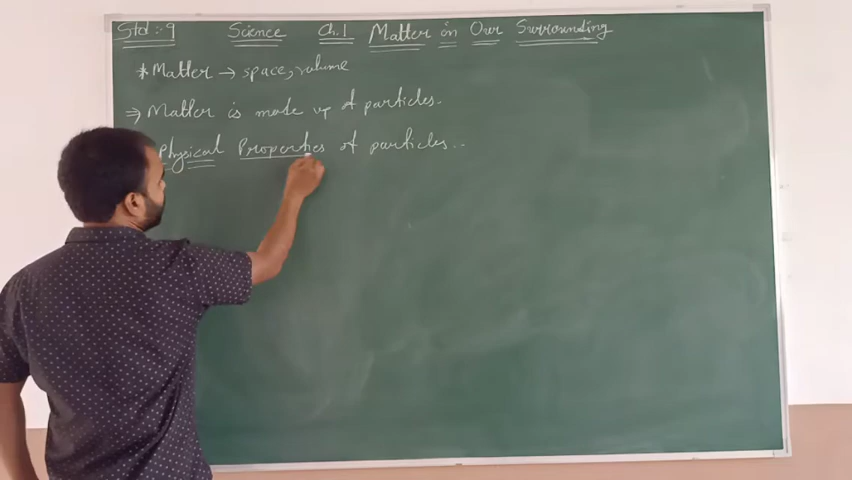 Std :- 9 Science Ch.1 Matter in Our Surrounding
* Matter → space, volume
⇒ Matter is made up of particles.
Physical Properties of particles..